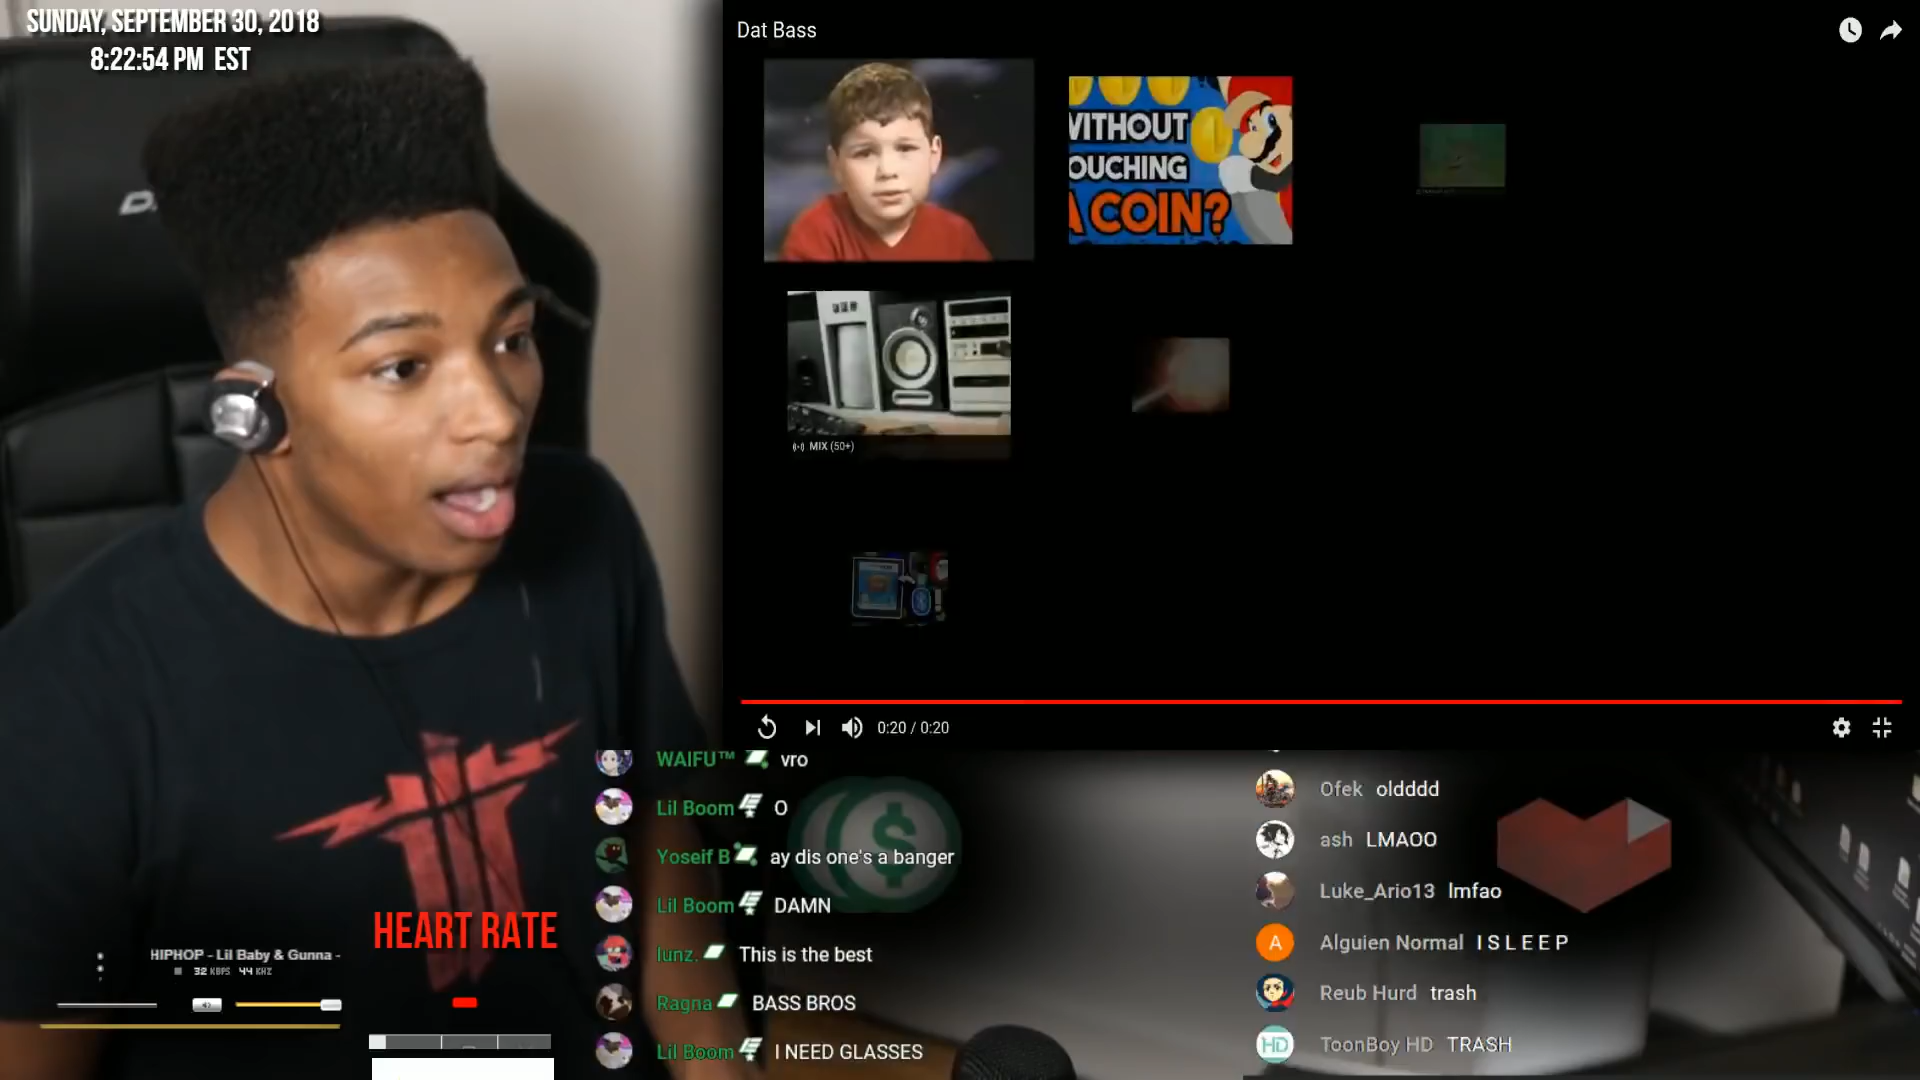 SUNDAY, SEPTEMBER 30, 2018
8:22:54 PM EST
Dat Bass
WITHOUT
OUCHING
A COIN?
MIX (50+)
0:20 / 0:20
WAIFU™ vro
Lil Boom O
Yoseif B ay dis one's a banger
Lil Boom DAMN
lunz. This is the best
Ragna BASS BROS
Lil Boom I NEED GLASSES
Ofek oldddd
ash LMAOO
Luke_Ario13 lmfao
A Alguien Normal I S L E E P
Reub Hurd trash
HD ToonBoy HD TRASH
HEART RATE
HIPHOP - Lil Baby & Gunna -
32 KBPS 44 KHZ